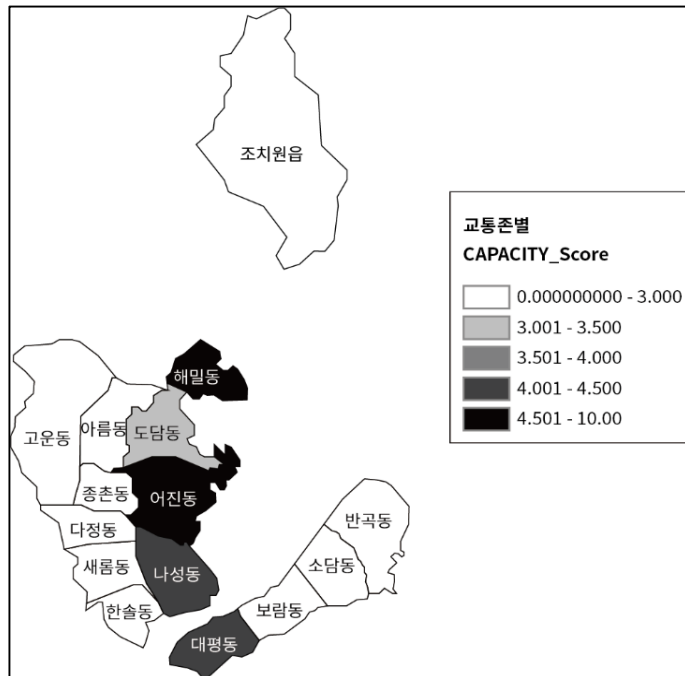 조치원읍
교통존별
CAPACITY_Score
0.000000000 - 3.000
3.001 - 3.500
3.501 - 4.000
4.001 - 4.500
4.501 - 10.00
해밀동
고운동
아름동
도담동
종촌동
어진동
다정동
새롬동
나성동
한솔동
반곡동
소담동
보람동
대평동